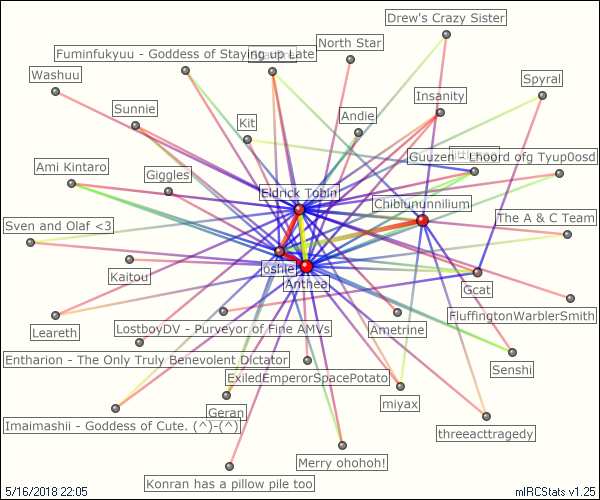 Drew's Crazy Sister
North Star
Fuminfukyuu - Goddess of Staying up Late
Washuu
Spyral
Insanity
Sunnie
Andie
Kit
Guuzen - Lhoord ofg Tyup0osd
Ami Kintaro
Giggles
Eldrick Tobin
Chibiununnilium
The A & C Team
Sven and Olaf <3
oshie
Kaitou
Anthea
Gcat
FluffingtonWarblerSmith
LostboyDV - Purveyor of Fine AMVs
Ametrine
Leareth
Entharion - The Only Truly Benevolent Dictator
Senshi
ExiledEmperorSpacePotato
miyax
Geran
Imaimashii - Goddess of Cute. (^)-(^)
threeacttragedy
Merry ohohoh!
Konran has a pillow pile too
5/16/2018 22:05
mIRCStats v1.25